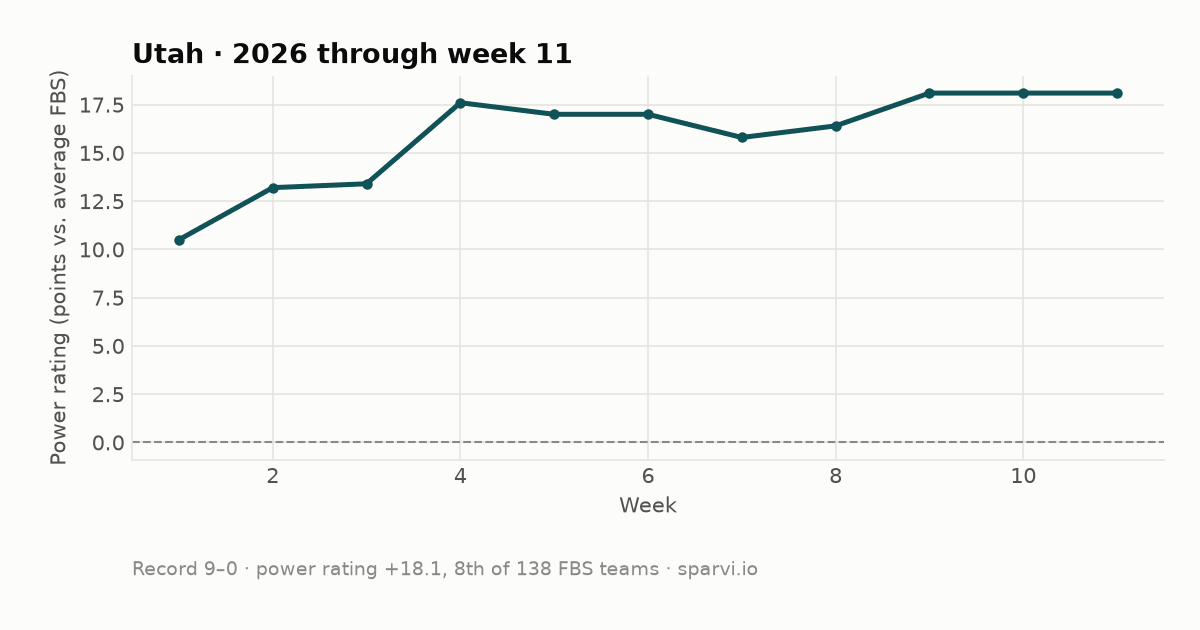 Utah · 2026 through week 11
Power rating (points vs. average FBS)
17.5
15.0
12.5
10.0
7.5
5.0
2.5
0.0
2 4 6 8 10
Week
Record 9–0 · power rating +18.1, 8th of 138 FBS teams · sparvi.io